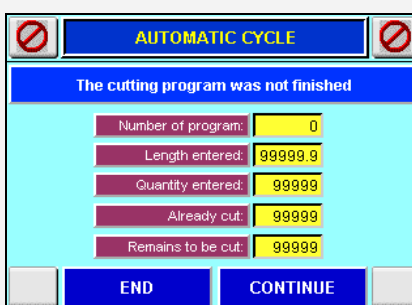 AUTOMATIC CYCLE
The cutting program was not finished
Number of program: 0
Length entered: 99999.9
Quantity entered: 99999
Already cut: 99999
Remains to be cut: 99999
END CONTINUE